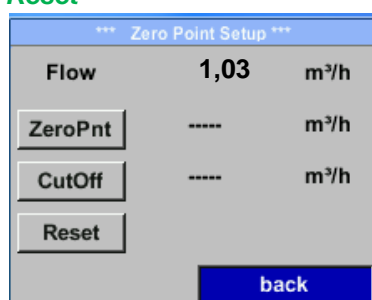 Reset
*** Zero Point Setup ***
Flow 1,03 m³/h
ZeroPnt ----- m³/h
CutOff ----- m³/h
Reset
back